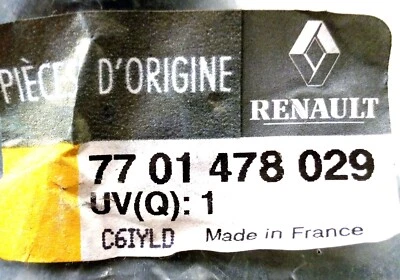 PIÈCES D'ORIGINE
RENAULT
77 01 478 029
UV(Q): 1
C6IYLD Made in France